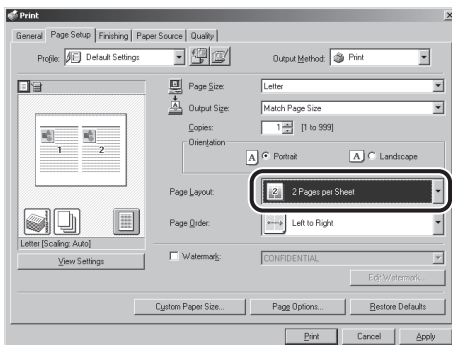 Print
General Page Setup Finishing Paper Source Quality
Profile: Default Settings Output Method: Print
Page Size: Letter
Output Size: Match Page Size
Copies: 1 [1 to 999]
Orientation
A Portrait A Landscape
1 2
Page Layout: 2 2 Pages per Sheet
Page Order: Left to Right
Letter [Scaling: Auto]
View Settings
Watermark: CONFIDENTIAL
Edit Watermark...
Custom Paper Size... Page Options... Restore Defaults
Print Cancel Apply